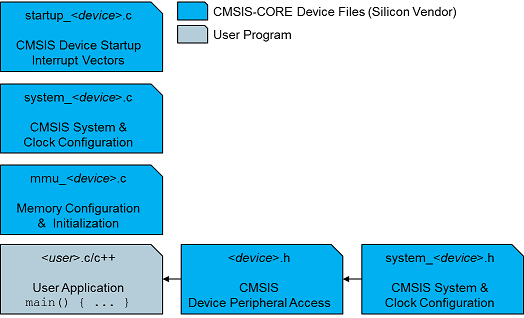 startup_<device>.c
CMSIS Device Startup
Interrupt Vectors
CMSIS-CORE Device Files (Silicon Vendor)
User Program
system_<device>.c
CMSIS System &
Clock Configuration
mmu_<device>.c
Memory Configuration
& Initialization
<user>.c/c++
User Application
main() { ... }
<device>.h
CMSIS
Device Peripheral Access
system_<device>.h
CMSIS System &
Clock Configuration